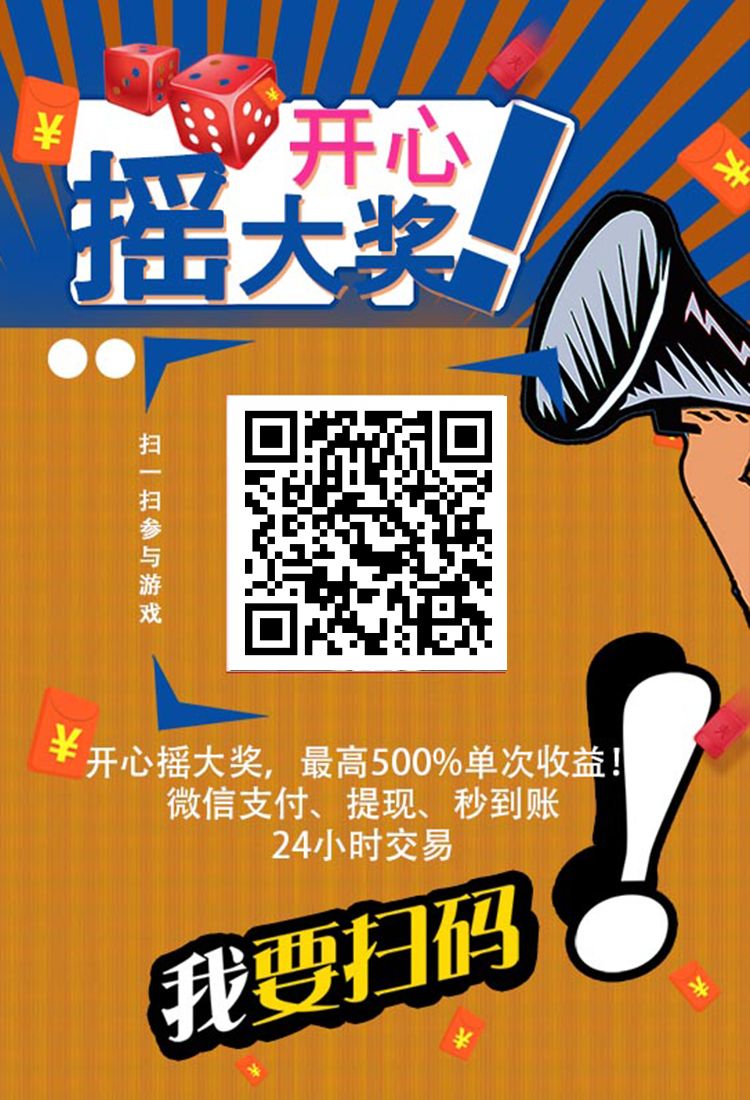 开心
摇大奖!
扫一扫参与游戏
开心摇大奖，最高500%单次收益！
微信支付、提现、秒到账
24小时交易
我要扫码
¥
¥
¥
¥
¥
¥
¥